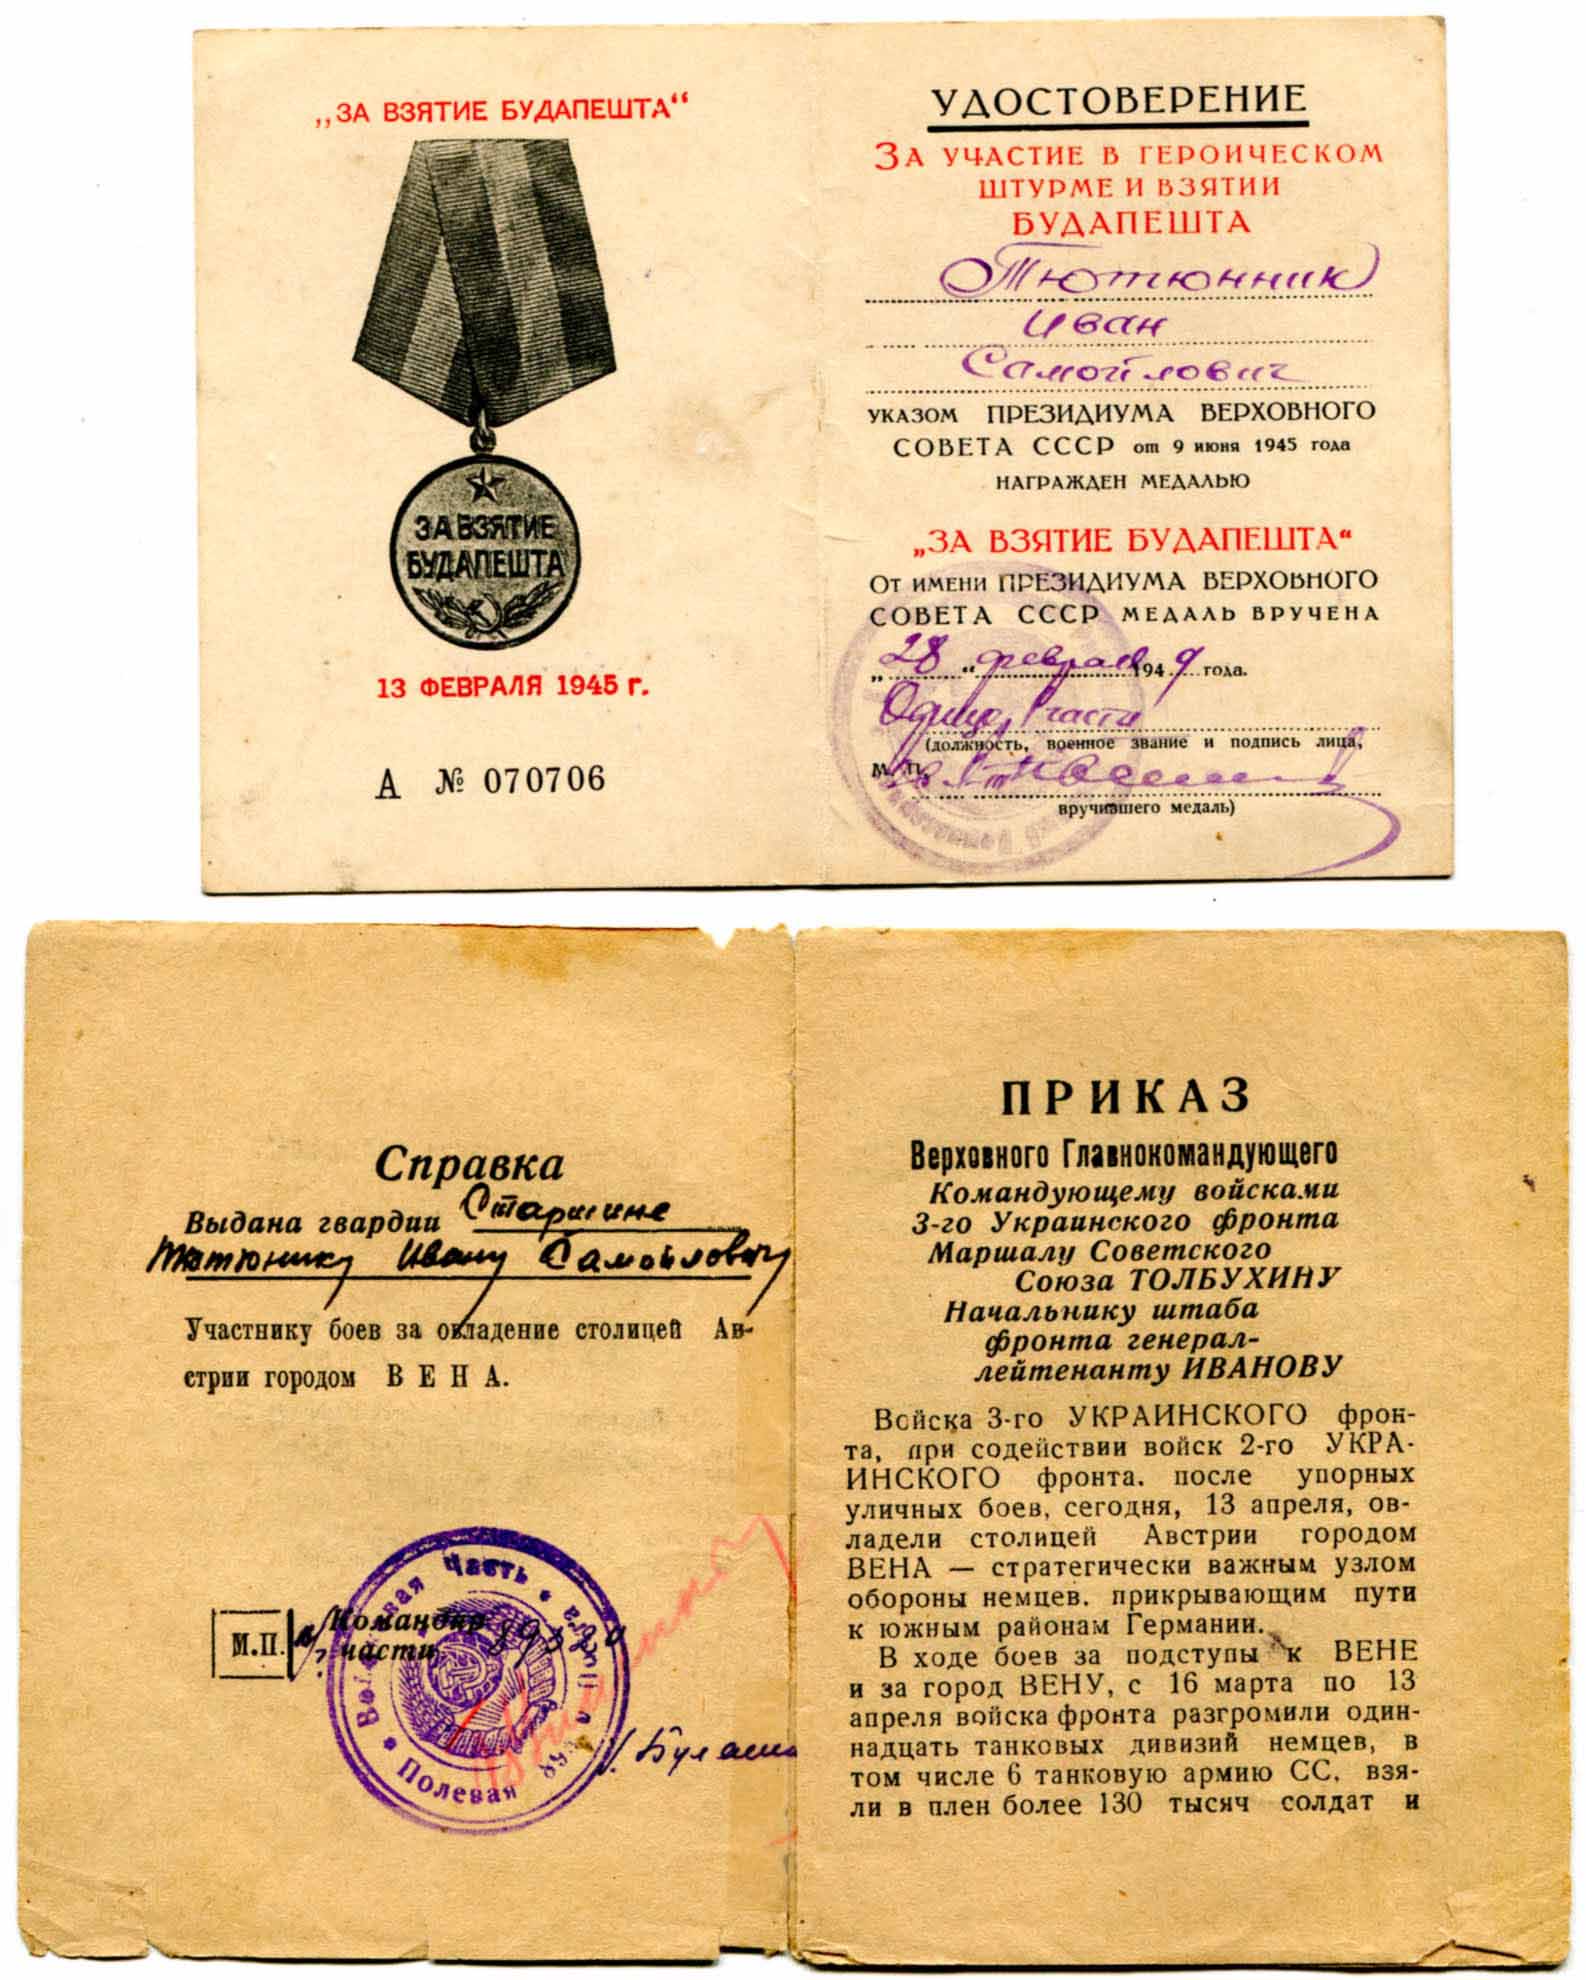 „ЗА ВЗЯТИЕ БУДАПЕШТА“
ЗА ВЗЯТИЕ
БУДАПЕШТА
13 ФЕВРАЛЯ 1945 г.
А № 070706
УДОСТОВЕРЕНИЕ
ЗА УЧАСТИЕ В ГЕРОИЧЕСКОМ
ШТУРМЕ И ВЗЯТИИ
БУДАПЕШТА
Тютюнник
Иван
Самойлович
УКАЗОМ ПРЕЗИДИУМА ВЕРХОВНОГО
СОВЕТА СССР от 9 июня 1945 года
НАГРАЖДЕН МЕДАЛЬЮ
„ЗА ВЗЯТИЕ БУДАПЕШТА“
ОТ ИМЕНИ ПРЕЗИДИУМА ВЕРХОВНОГО
СОВЕТА СССР МЕДАЛЬ ВРУЧЕНА
„28“ февраля 1949 года.
части
(должность, военное звание и подпись лица,
М. П.
вручившего медаль)
Справка
Выдана гвардии Старшине
Тютюнику Ивану Самойловичу
Участнику боев за овладение столицей Ав-
стрии городом ВЕНА.
М.П.
Командир
части
Войсковая Часть • Полевая
ПРИКАЗ
Верховного Главнокомандующего
Командующему войсками
3-го Украинского фронта
Маршалу Советского
Союза ТОЛБУХИНУ
Начальнику штаба
фронта генерал-
лейтенанту ИВАНОВУ
Войска 3-го УКРАИНСКОГО фрон-
та, при содействии войск 2-го УКРА-
ИНСКОГО фронта. после упорных
уличных боев, сегодня, 13 апреля, ов-
ладели столицей Австрии городом
ВЕНА — стратегически важным узлом
обороны немцев. прикрывающим пути
к южным районам Германии.
В ходе боев за подступы к ВЕНЕ
и за город ВЕНУ, с 16 марта по 13
апреля войска фронта разгромили один-
надцать танковых дивизий немцев, в
том числе 6 танковую армию СС, взя-
ли в плен более 130 тысяч солдат и